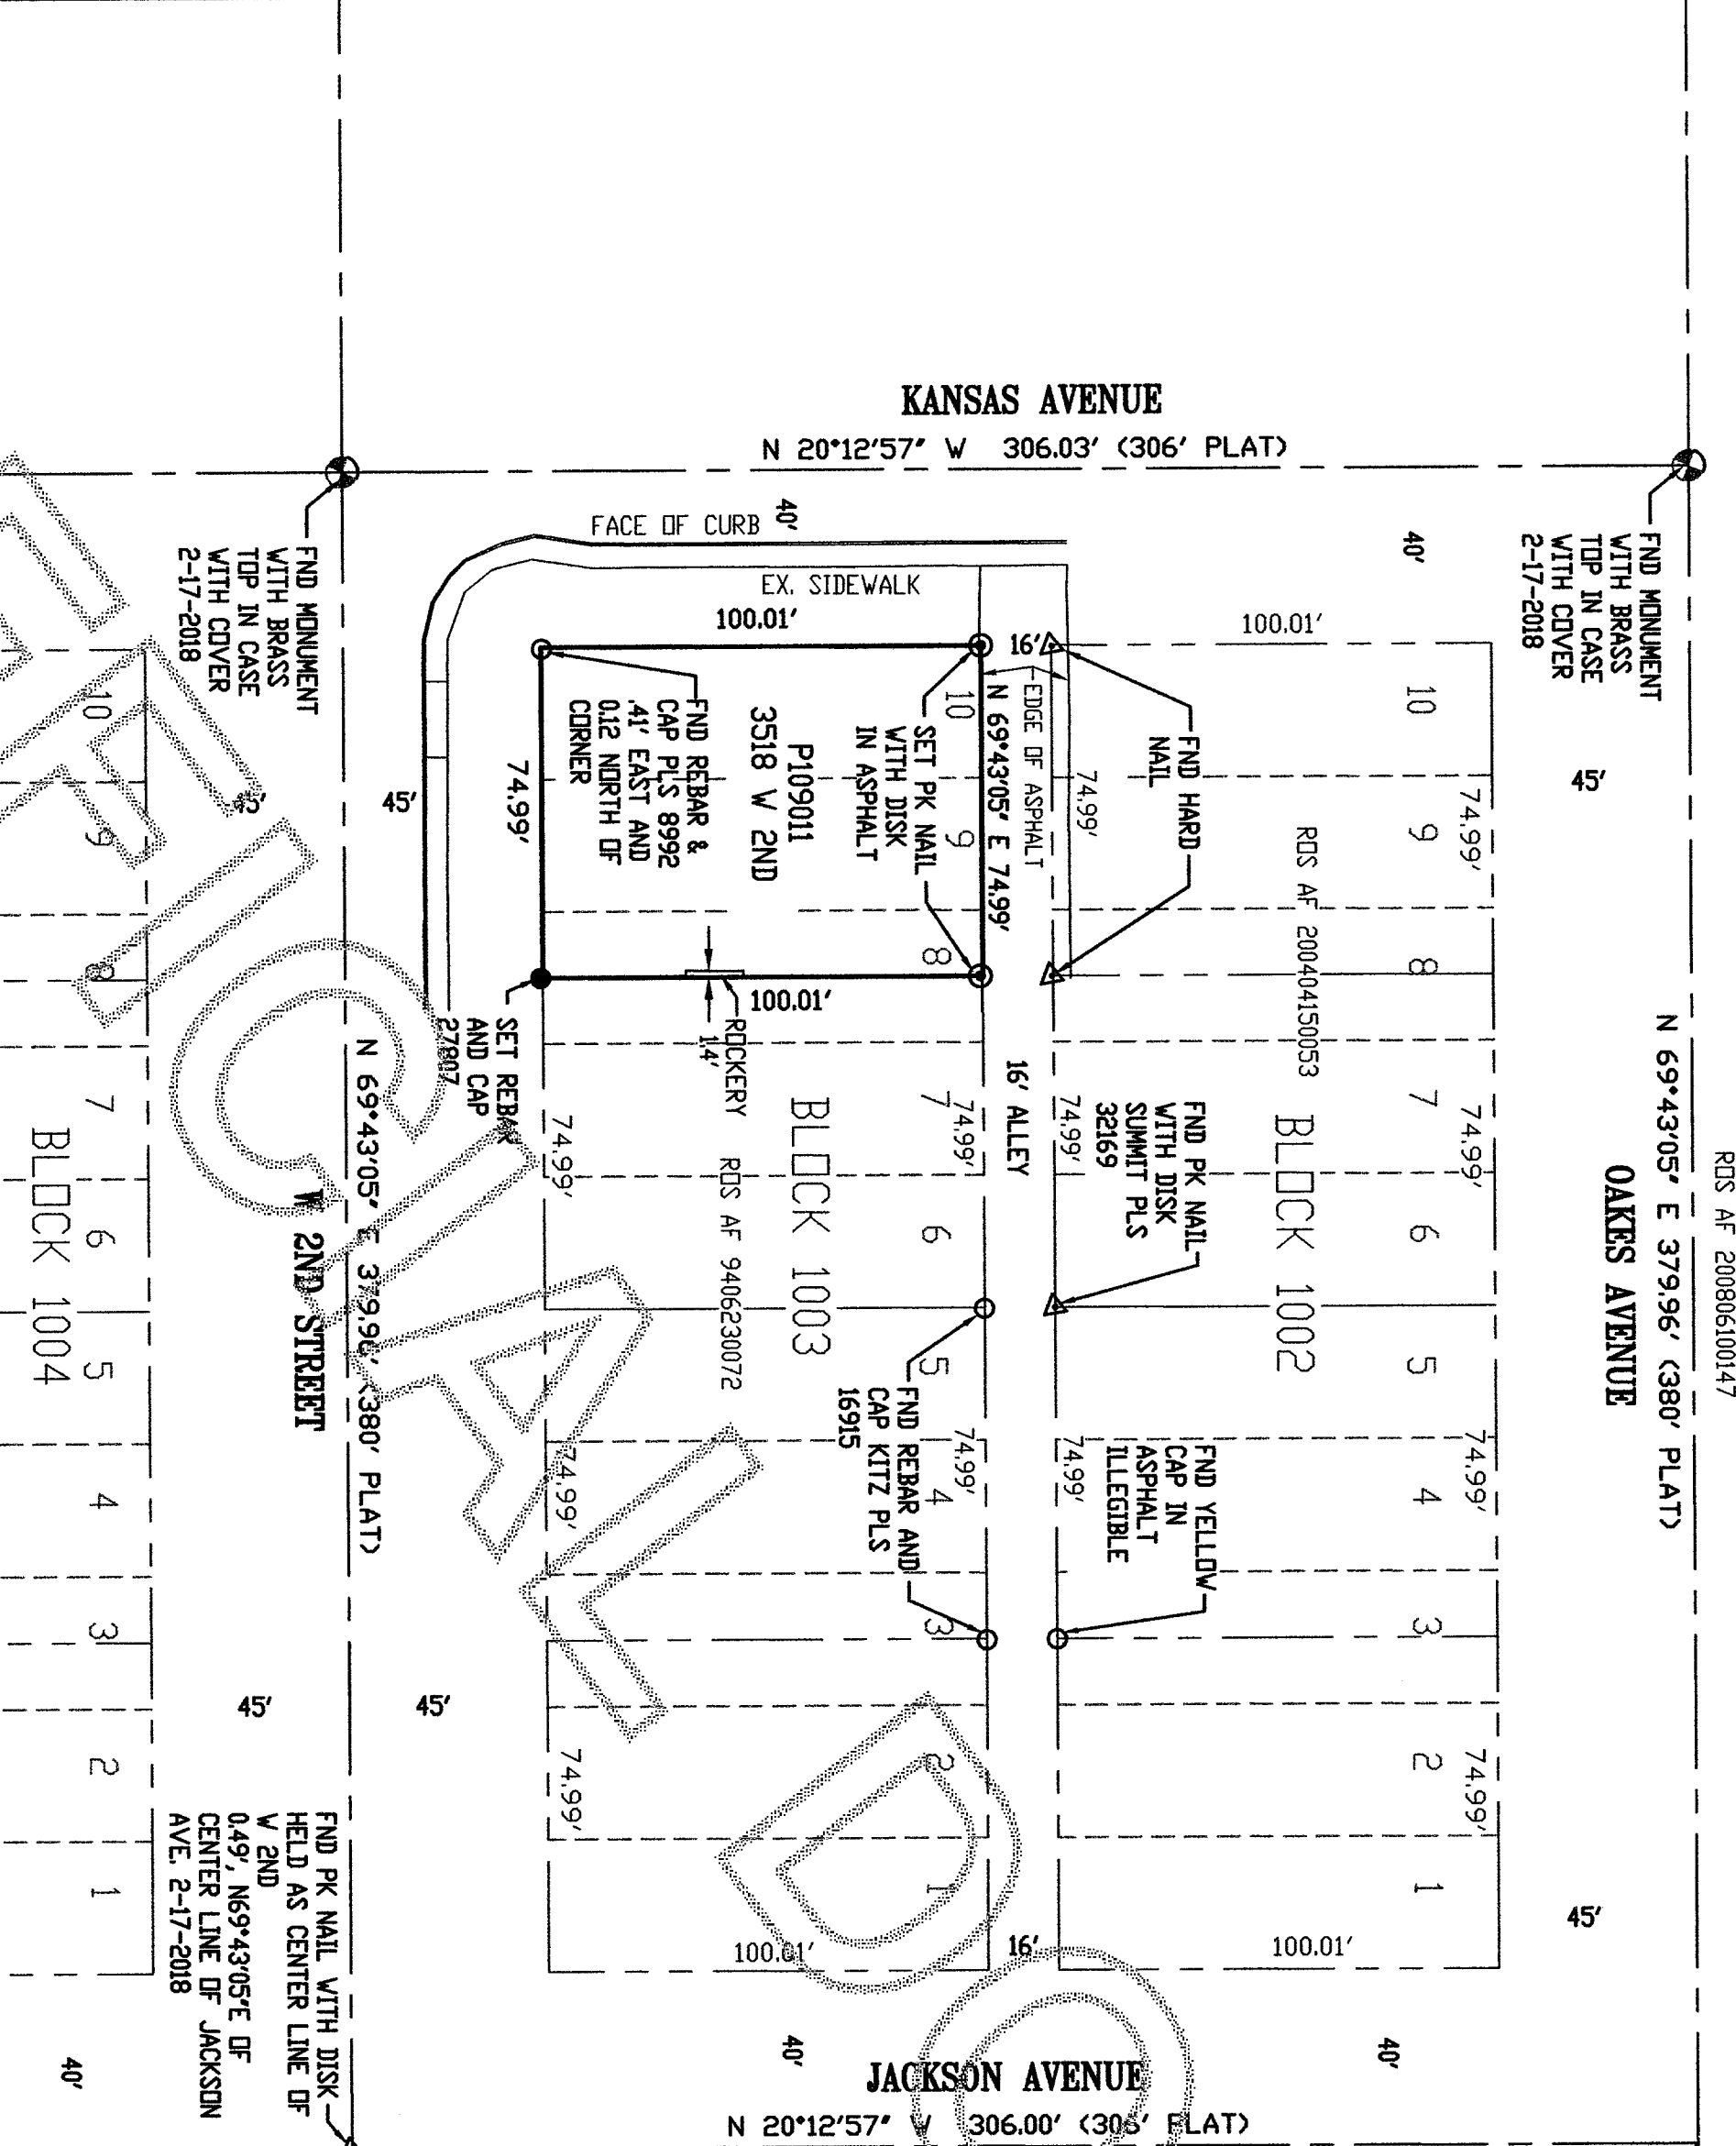 ROS AF 200806100147
N 69°43'05" E 379.96' (380' PLAT)
OAKES AVENUE
FND MONUMENT
WITH BRASS
TOP IN CASE
WITH COVER
2-17-2018
45'
45'
KANSAS AVENUE
N 20°12'57" W 306.03' (306' PLAT)
40'
40'
FACE OF CURB
EX. SIDEWALK
100.01'
100.01'
74.99'
74.99'
74.99'
74.99'
10
9
8
7
6
5
4
3
2
1
ROS AF 200404150053
BLOCK 1002
100.01'
FND HARD
NAIL
FND PK NAIL
WITH DISK
SUMMIT PLS
32169
FND YELLOW
CAP IN
ASPHALT
ILLEGIBLE
74.99'
74.99'
74.99'
16'
EDGE OF ASPHALT
16' ALLEY
16'
N 69°43'05" E 74.99'
74.99'
74.99'
10
9
8
7
6
5
4
3
2
1
SET PK NAIL
WITH DISK
IN ASPHALT
FND REBAR AND
CAP KITZ PLS
16915
P109011
3518 W 2ND
BLOCK 1003
ROS AF 9406230072
100.01'
ROCKERY
1.4'
100.01'
FND REBAR &
CAP PLS 8992
.41' EAST AND
0.12 NORTH OF
CORNER
74.99'
74.99'
74.99'
74.99'
SET REBAR
AND CAP
27807
45'
45'
N 69°43'05" E 379.96' (380' PLAT)
W 2ND STREET
FND MONUMENT
WITH BRASS
TOP IN CASE
WITH COVER
2-17-2018
45'
45'
FND PK NAIL WITH DISK
HELD AS CENTER LINE OF
W 2ND
0.49', N69°43'05"E OF
CENTER LINE OF JACKSON
AVE. 2-17-2018
10
9
8
7
6
5
4
3
2
1
BLOCK 1004
40'
40'
40'
JACKSON AVENUE
N 20°12'57" W 306.00' (306' PLAT)